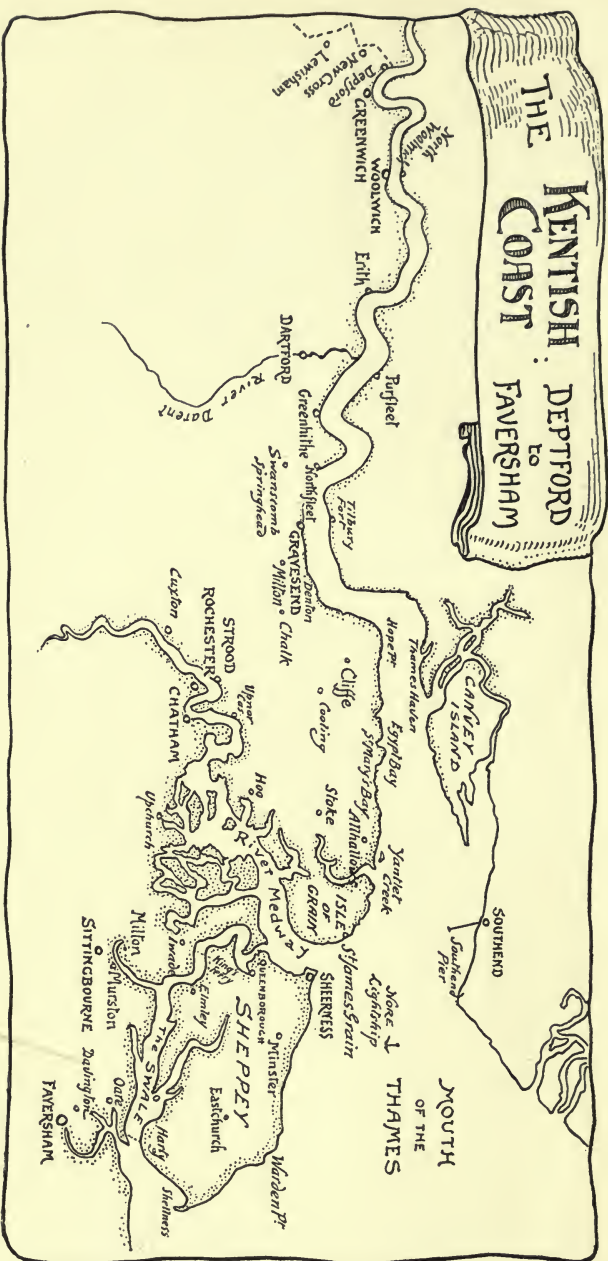 THE KENTISH COAST: DEPTFORD
to
FAVERSHAM
Lewisham
New Cross
Deptford
GREENWICH
North Woolwich
WOOLWICH
Erith
DARTFORD
River Darent
Purfleet
Greenhithe
Northfleet
Swanscomb
Springhead
Tilbury Fort
GRAVESEND
Denton
Milton
Chalk
Hope Pt
Thames Haven
CANVEY
ISLAND
Cliffe
Cooling
Egypt Bay
St Mary's Bay
Allhallows
Stoke
Yantlet
Creek
ISLE
OF
GRAIN
St James Grain
SOUTHEND
Southend
Pier
Nore
Lightship
MOUTH
OF THE
THAMES
Cuxton
STROOD
ROCHESTER
CHATHAM
Upnor
Hoo
River Medway
Upchurch
Iwade
Milton
Murston
SITTINGBOURNE
SHEERNESS
QUEENBOROUGH
Minster
SHEPPEY
Elmley
Eastchurch
Warden Pt
THE SWALE
Harty
Shellness
Oare
Davington
FAVERSHAM